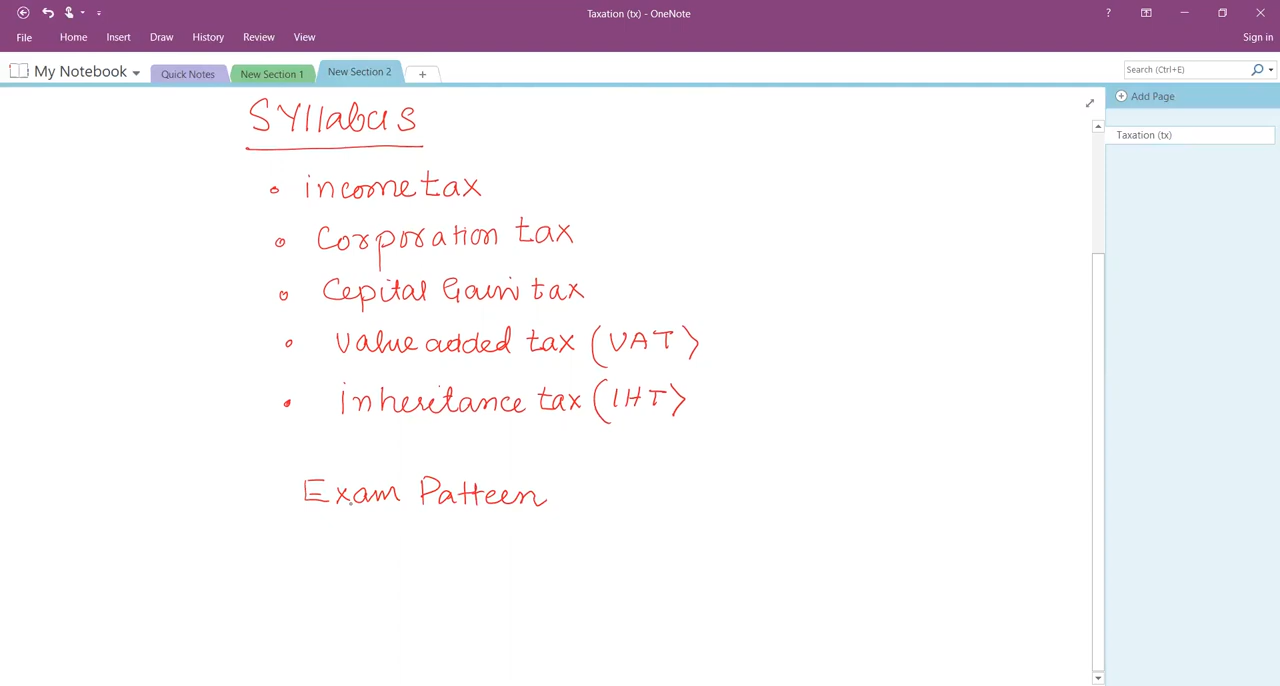 Taxation (tx) - OneNote
?
File Home Insert Draw History Review View Sign in
My Notebook Quick Notes New Section 1 New Section 2 + Search (Ctrl+E)
Add Page
Taxation (tx)
Syllabus
• income tax
• Corporation tax
• Cepital Gain tax
• Value added tax (VAT)
• inheritance tax (IHT)
Exam Patteen